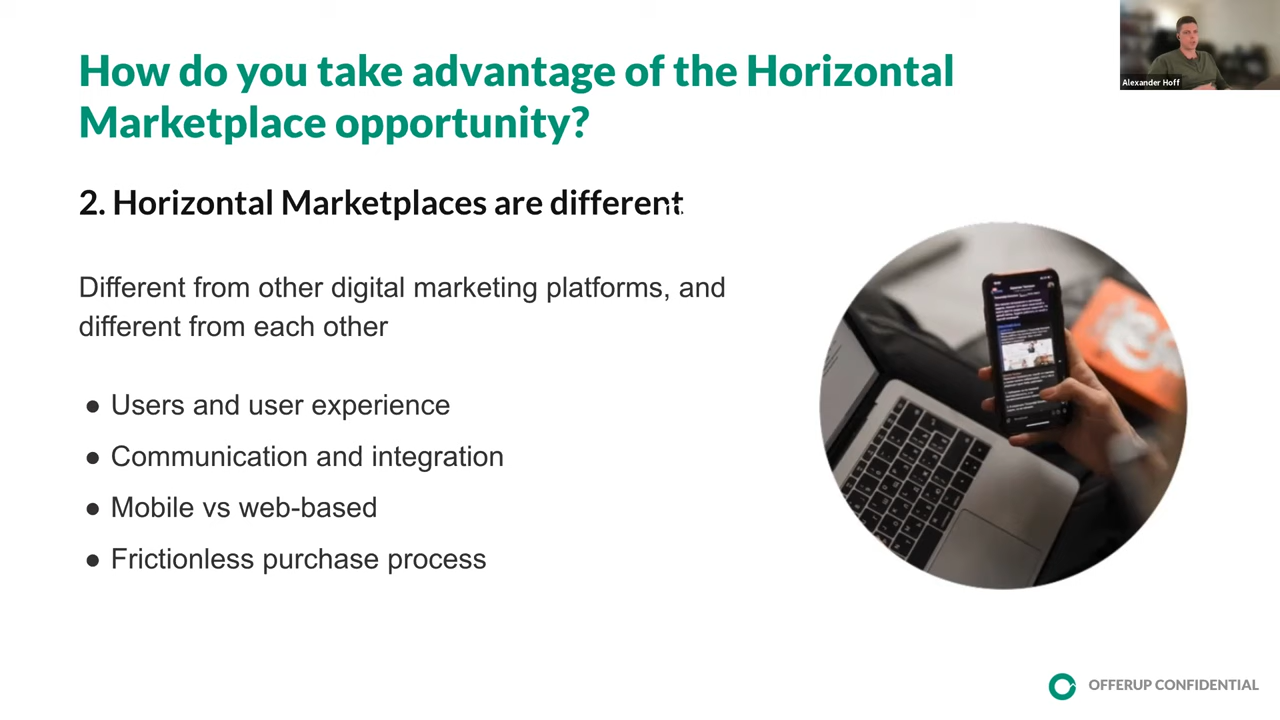 How do you take advantage of the Horizontal
Marketplace opportunity?
Alexander Hoff
2. Horizontal Marketplaces are different
Different from other digital marketing platforms, and
different from each other
● Users and user experience
● Communication and integration
● Mobile vs web-based
● Frictionless purchase process
OFFERUP CONFIDENTIAL